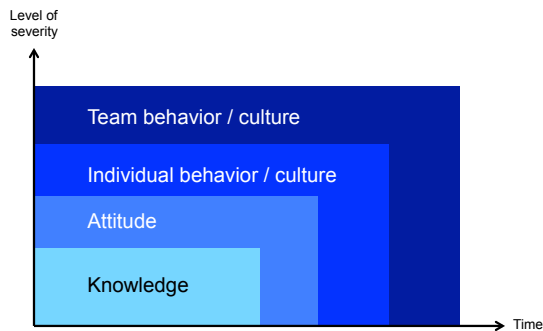 Level of
severity
Team behavior / culture
Individual behavior / culture
Attitude
Knowledge
Time